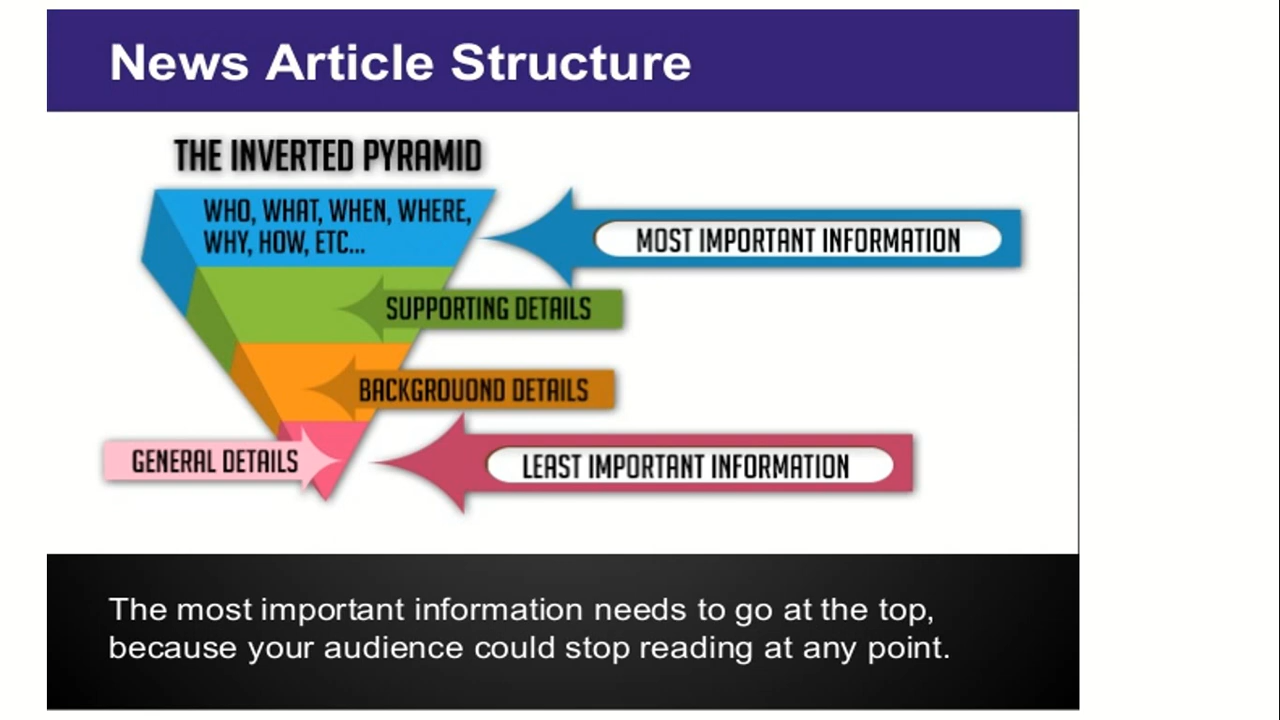 News Article Structure
THE INVERTED PYRAMID
WHO, WHAT, WHEN, WHERE,
WHY, HOW, ETC...
MOST IMPORTANT INFORMATION
SUPPORTING DETAILS
BACKGROUOND DETAILS
GENERAL DETAILS
LEAST IMPORTANT INFORMATION
The most important information needs to go at the top,
because your audience could stop reading at any point.